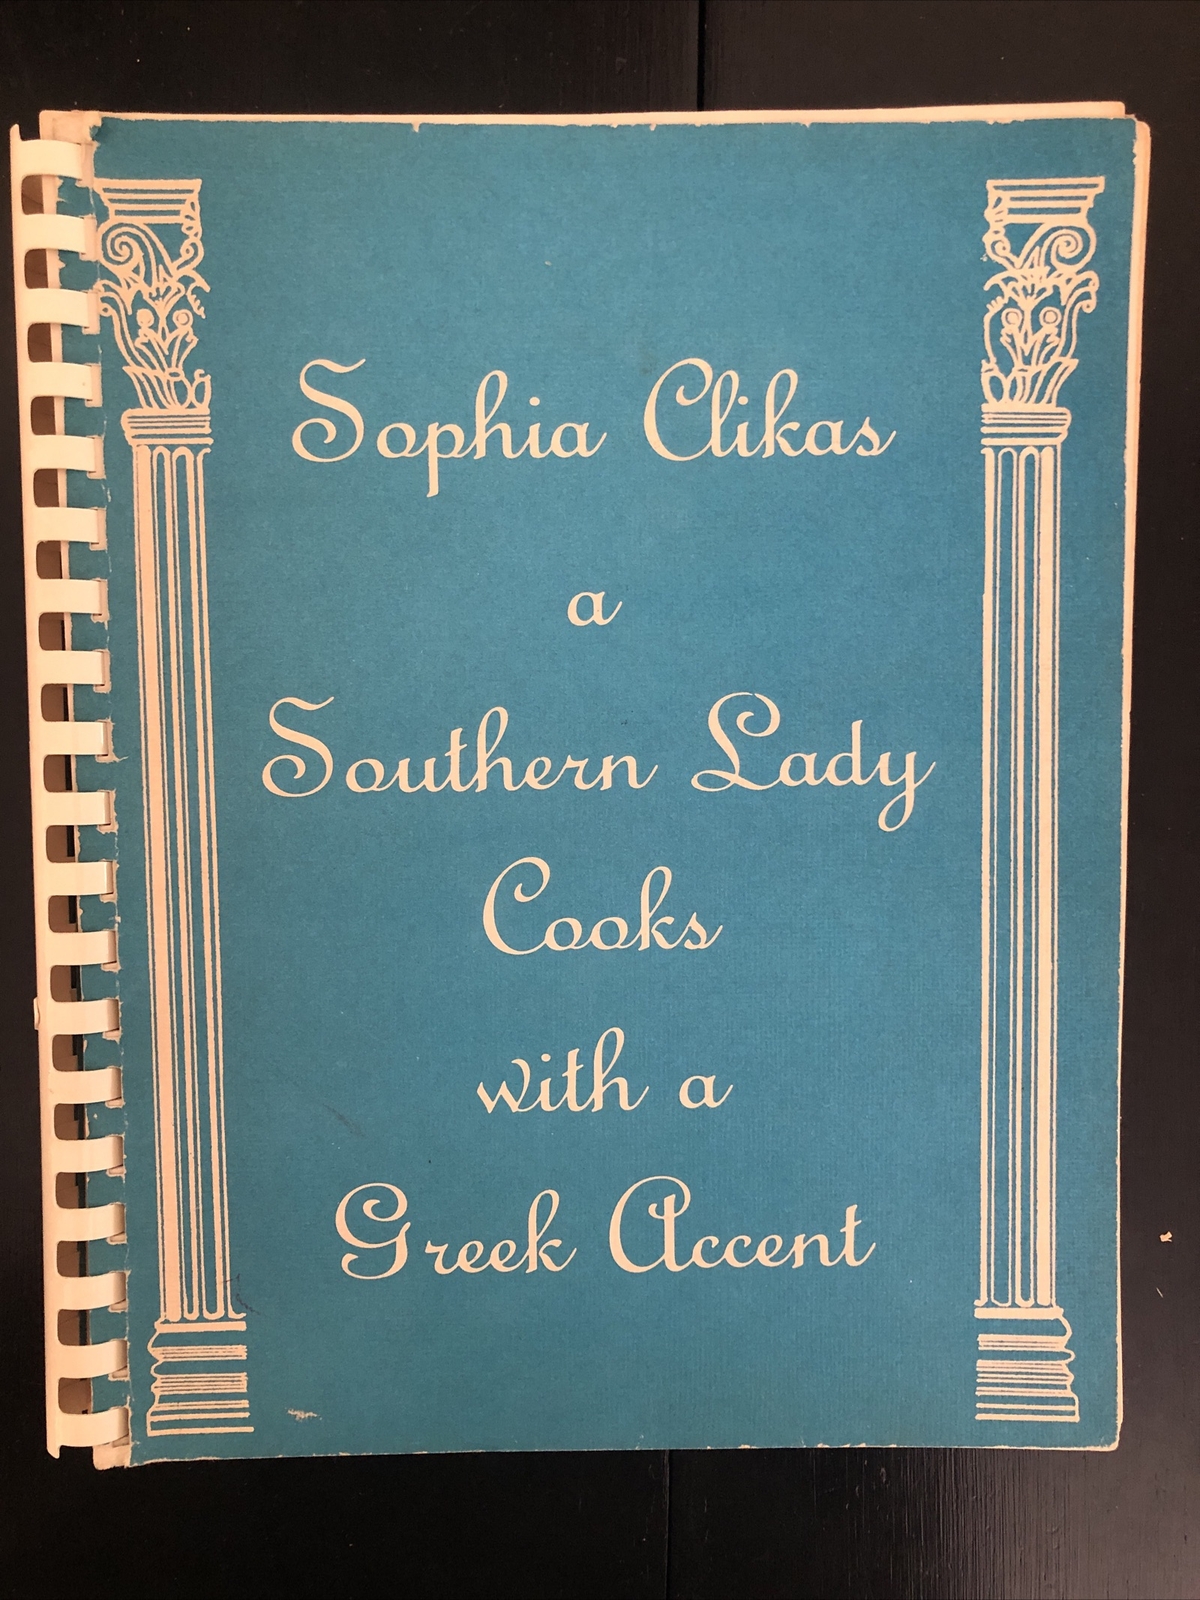 Sophia Clikas
a
Southern Lady
Cooks
with a
Greek Accent